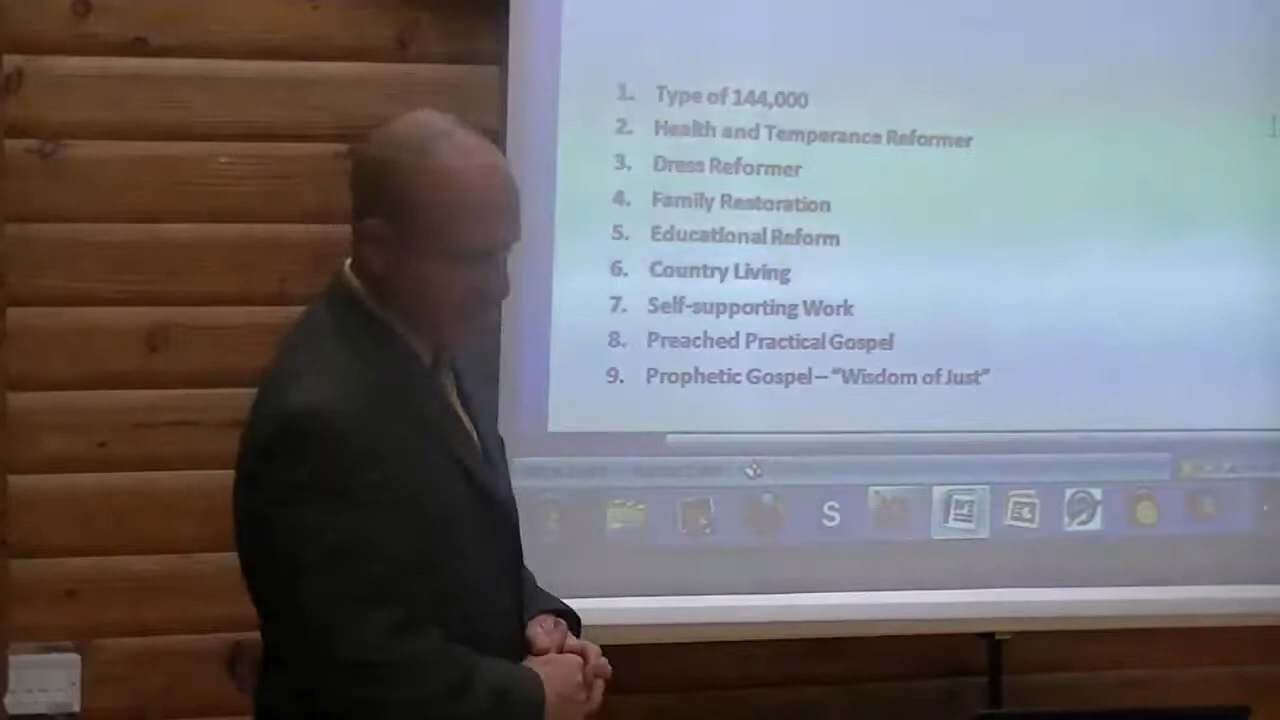 1. Type of 144,000
2. Health and Temperance Reformer
3. Dress Reformer
4. Family Restoration
5. Educational Reform
6. Country Living
7. Self-supporting Work
8. Preached Practical Gospel
9. Prophetic Gospel – "Wisdom of Just"
S